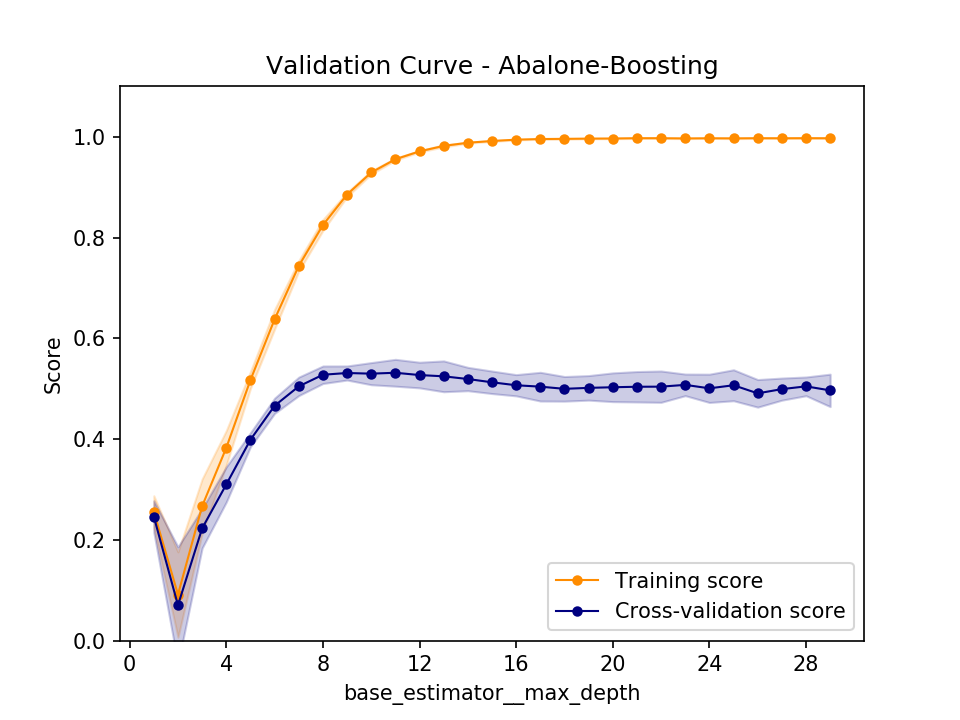 Validation Curve - Abalone-Boosting
Score
1.0
0.8
0.6
0.4
0.2
0.0
0 4 8 12 16 20 24 28
base_estimator__max_depth
Training score
Cross-validation score